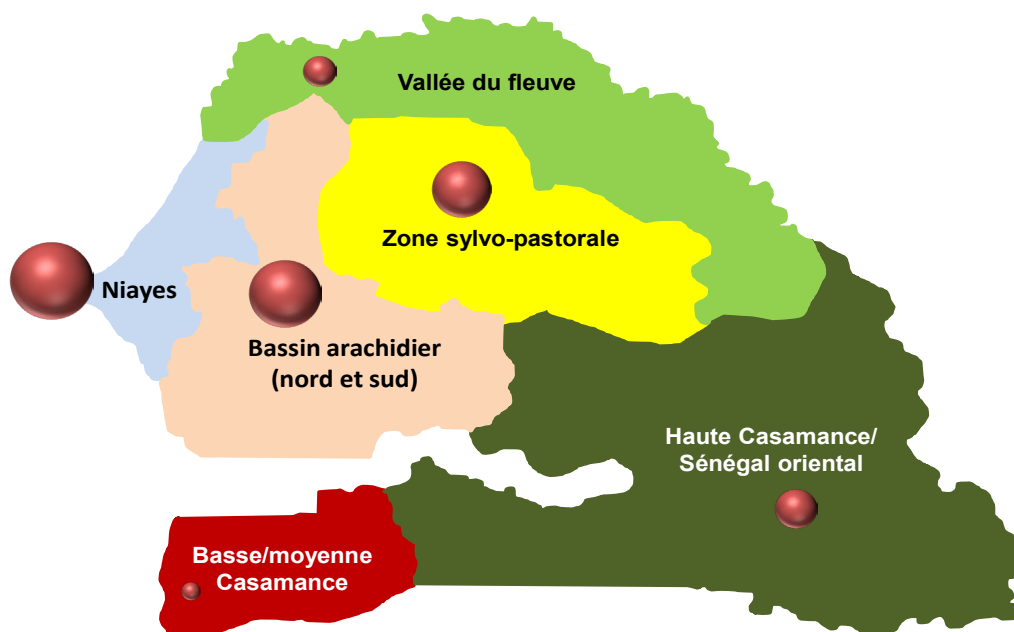 Vallée du fleuve
Zone sylvo-pastorale
Niayes
Bassin arachidier
(nord et sud)
Haute Casamance/
Sénégal oriental
Basse/moyenne
Casamance